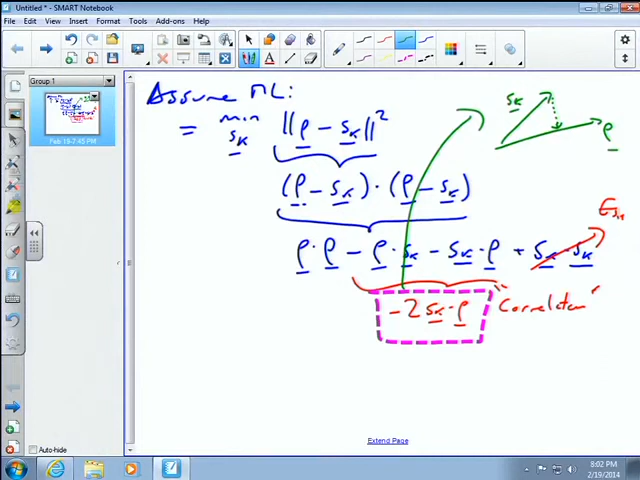 Untitled * - SMART Notebook
File Edit View Insert Format Tools Add-ons Help
Group 1
Feb 19-7:45 PM
Assume ML:
= min ||ρ - sₖ||²
sₖ
(ρ - sₖ) · (ρ - sₖ)
ρ · ρ - ρ · sₖ - sₖ · ρ + sₖ · sₖ
-2 sₖ · ρ
sₖ
ρ
Auto-hide
Extend Page
8:02 PM
2/19/2014